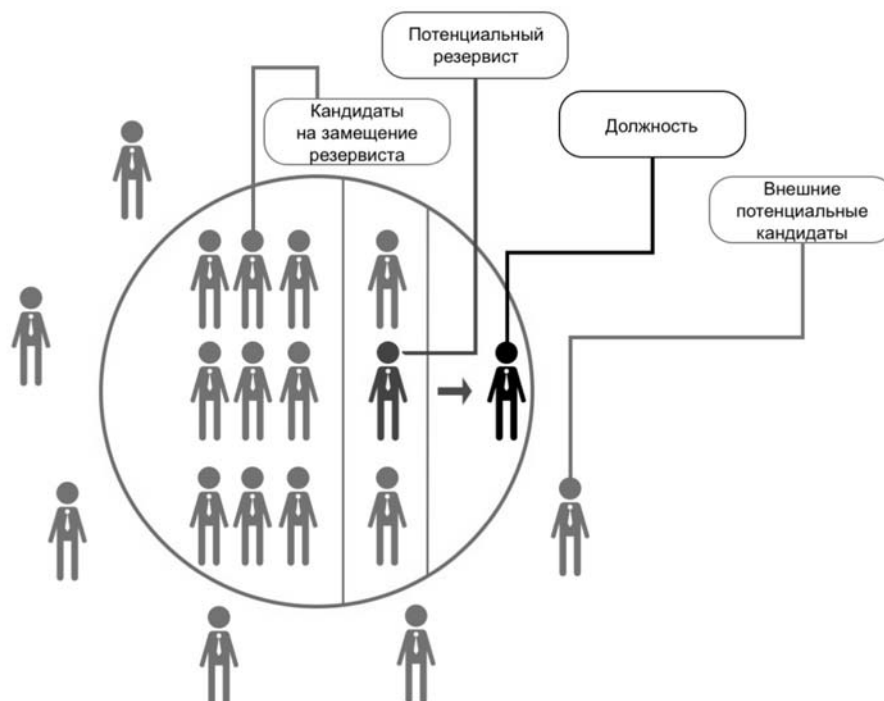 Потенциальный
резервист
Кандидаты
на замещение
резервиста
Должность
Внешние
потенциальные
кандидаты